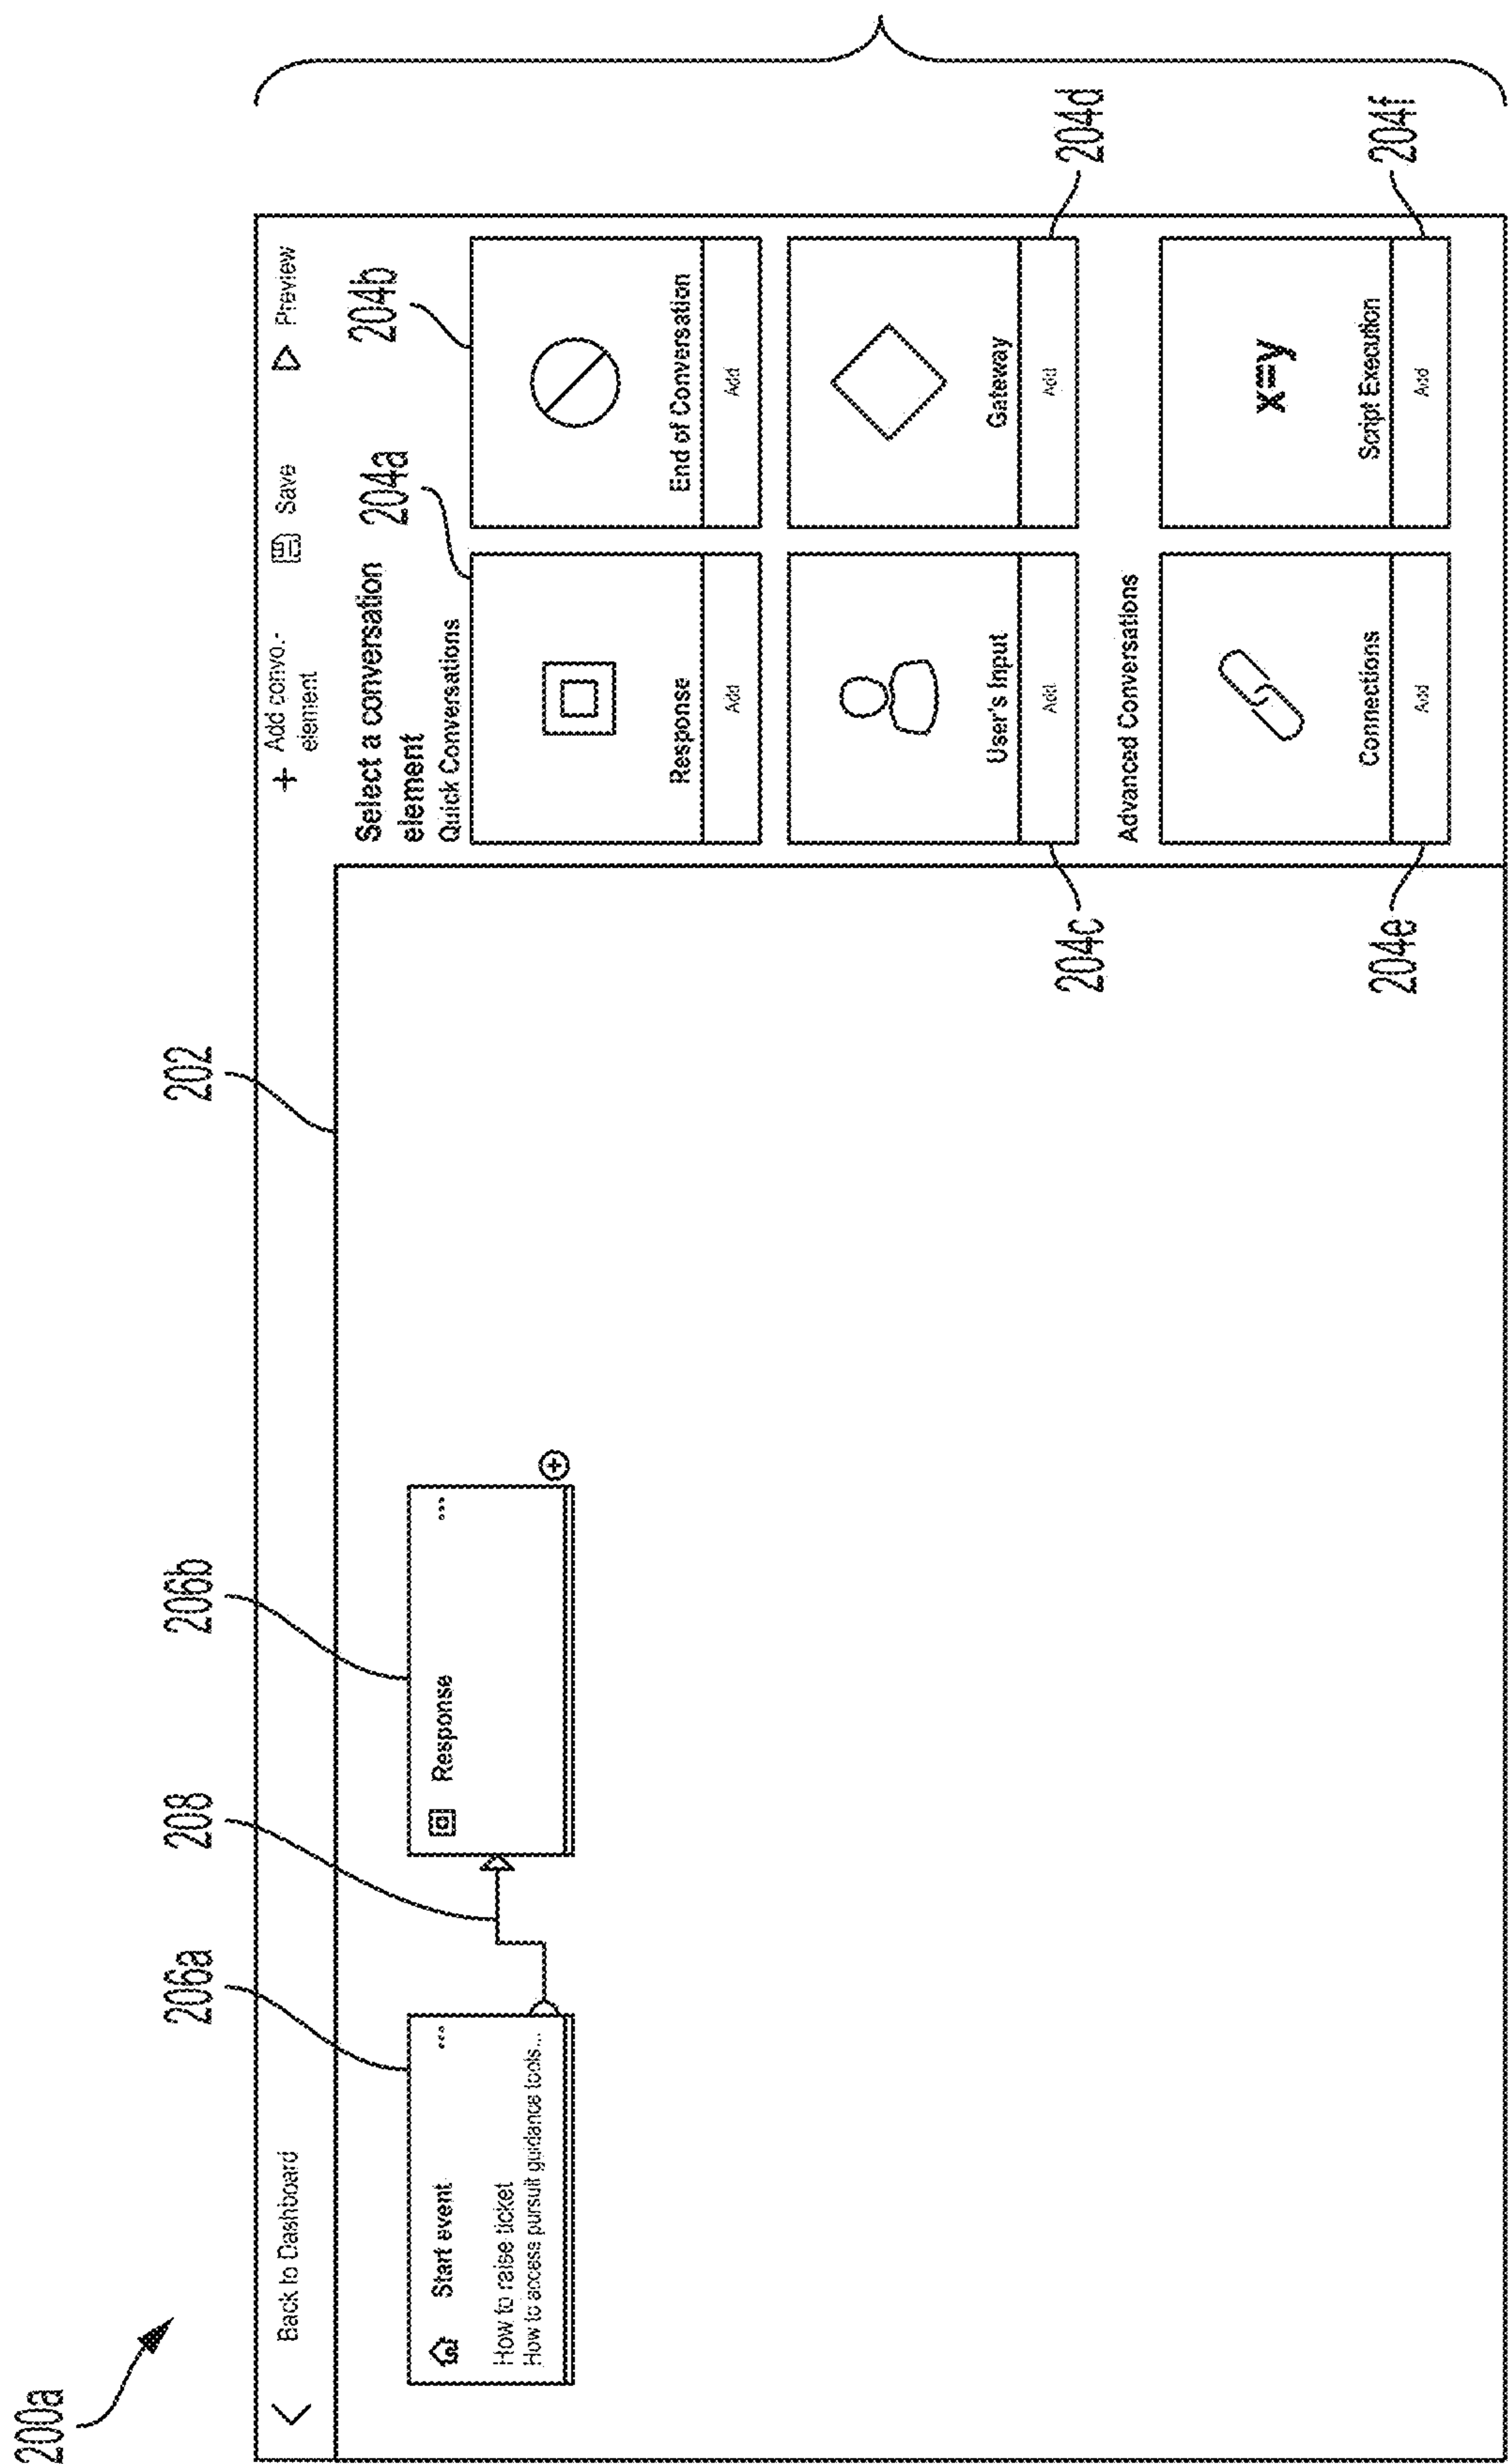 200a
202
206a
208
206b
Back to Dashboard
+ Add convo.-
element
Save
Preview
Start event
...
How to raise ticket
How to access pursuit guidance tools...
Response
...
Select a conversation
element
Quick Conversations
204a
204b
Response
Add
End of Conversation
Add
User's Input
Add
Gateway
Add
204c
204d
Advanced Conversations
Connections
Add
x=y
Script Execution
Add
204e
204f